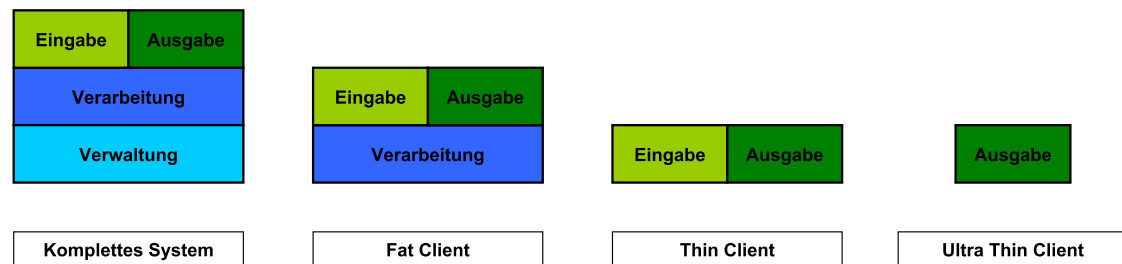 Eingabe Ausgabe
Verarbeitung
Verwaltung
Komplettes System
Eingabe Ausgabe
Verarbeitung
Fat Client
Eingabe Ausgabe
Thin Client
Ausgabe
Ultra Thin Client